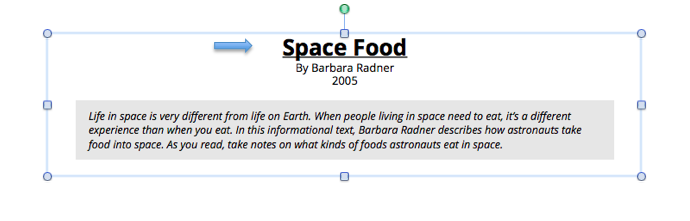 Space Food
By Barbara Radner
2005
Life in space is very different from life on Earth. When people living in space need to eat, it’s a different
experience than when you eat. In this informational text, Barbara Radner describes how astronauts take
food into space. As you read, take notes on what kinds of foods astronauts eat in space.